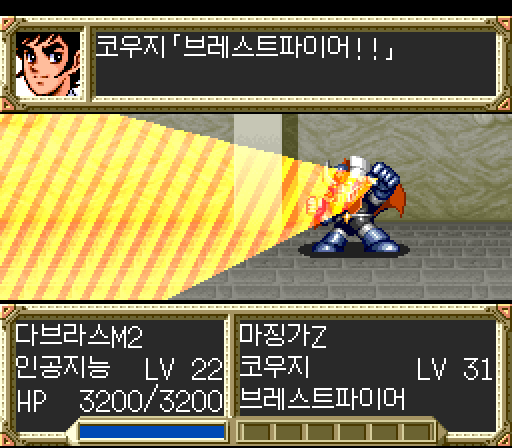 코우지「브레스트파이어!!」
다브라스M2
인공지능 LV 22
HP 3200/3200
마징가Z
코우지 LV 31
브레스트파이어